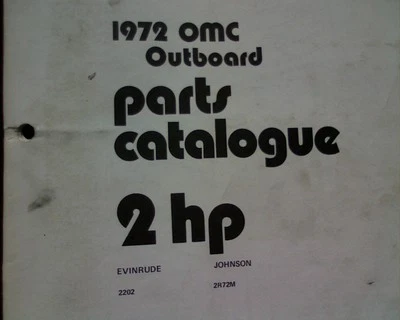 1972 OMC
Outboard
parts
catalogue
2 hp
EVINRUDE JOHNSON
2202 2R72M